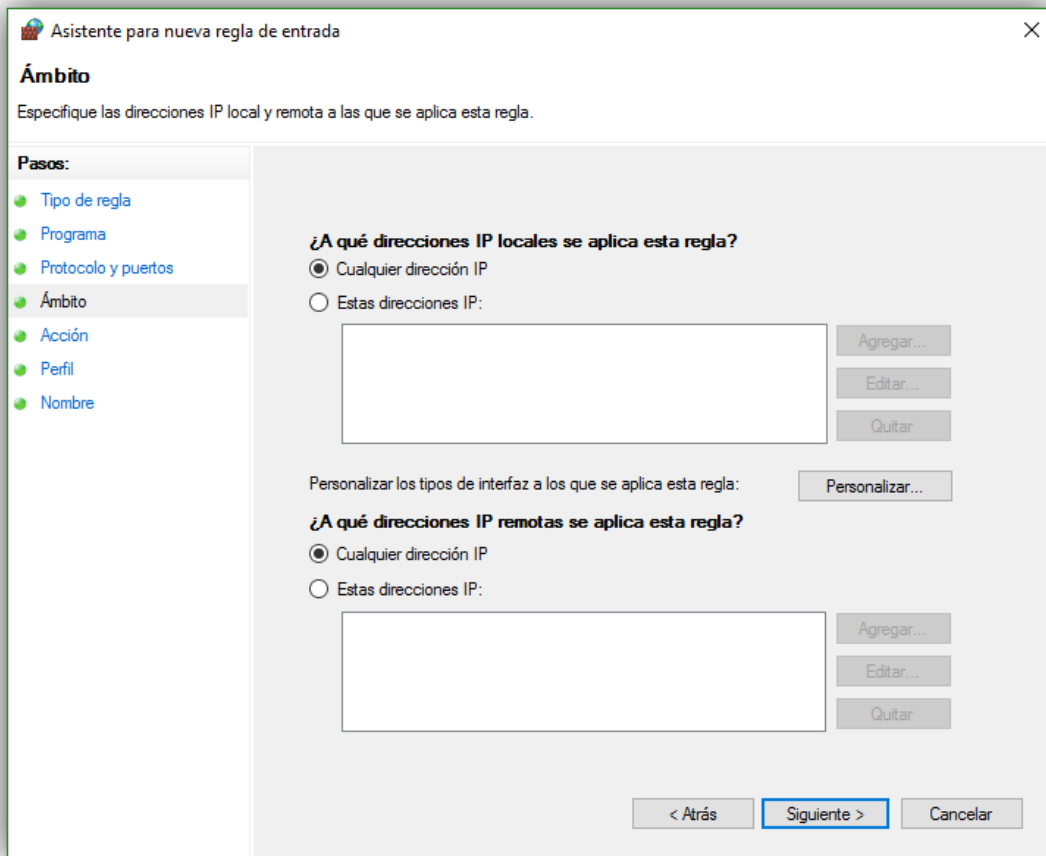 Asistente para nueva regla de entrada
Ámbito
Especifique las direcciones IP local y remota a las que se aplica esta regla.
Pasos:
Tipo de regla
Programa
Protocolo y puertos
Ámbito
Acción
Perfil
Nombre
¿A qué direcciones IP locales se aplica esta regla?
Cualquier dirección IP
Estas direcciones IP:
Agregar...
Editar...
Quitar
Personalizar los tipos de interfaz a los que se aplica esta regla:
Personalizar...
¿A qué direcciones IP remotas se aplica esta regla?
Cualquier dirección IP
Estas direcciones IP:
Agregar...
Editar...
Quitar
< Atrás
Siguiente >
Cancelar